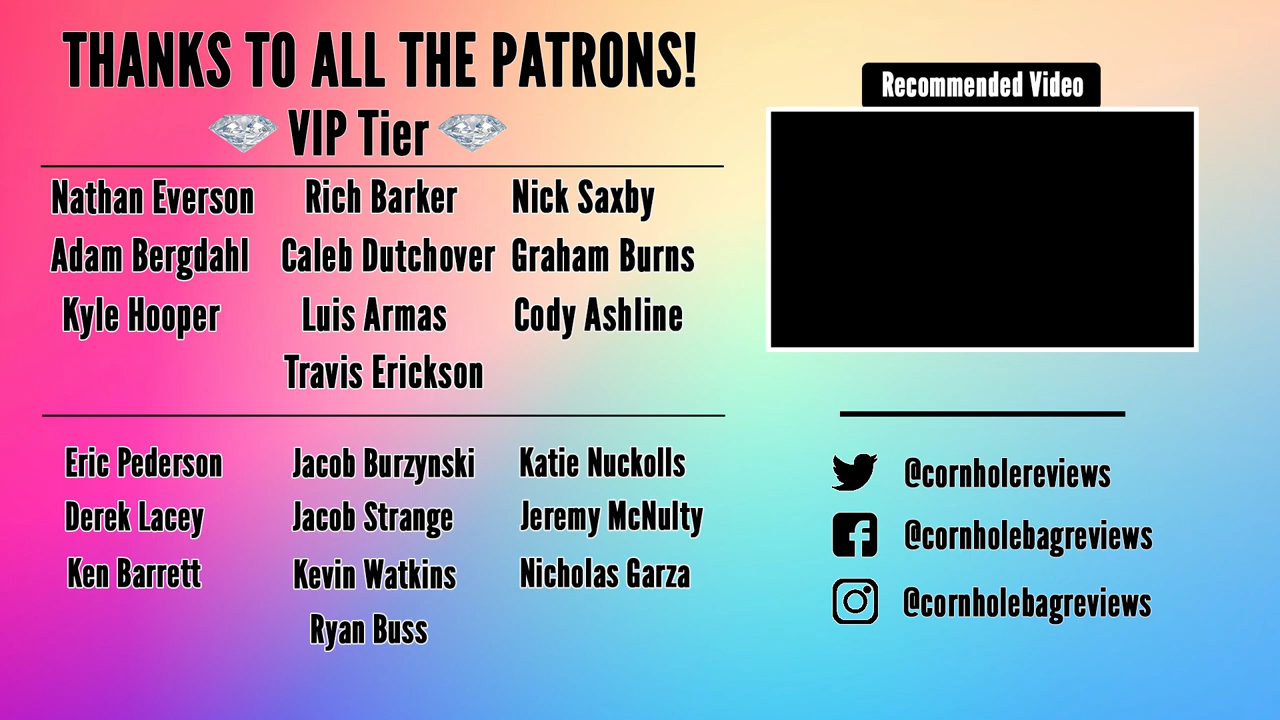 THANKS TO ALL THE PATRONS!
VIP Tier
Nathan Everson Rich Barker Nick Saxby
Adam Bergdahl Caleb Dutchover Graham Burns
Kyle Hooper Luis Armas Cody Ashline
Travis Erickson
Eric Pederson Jacob Burzynski Katie Nuckolls
Derek Lacey Jacob Strange Jeremy McNulty
Ken Barrett Kevin Watkins Nicholas Garza
Ryan Buss
Recommended Video
@cornholereviews
@cornholebagreviews
@cornholebagreviews